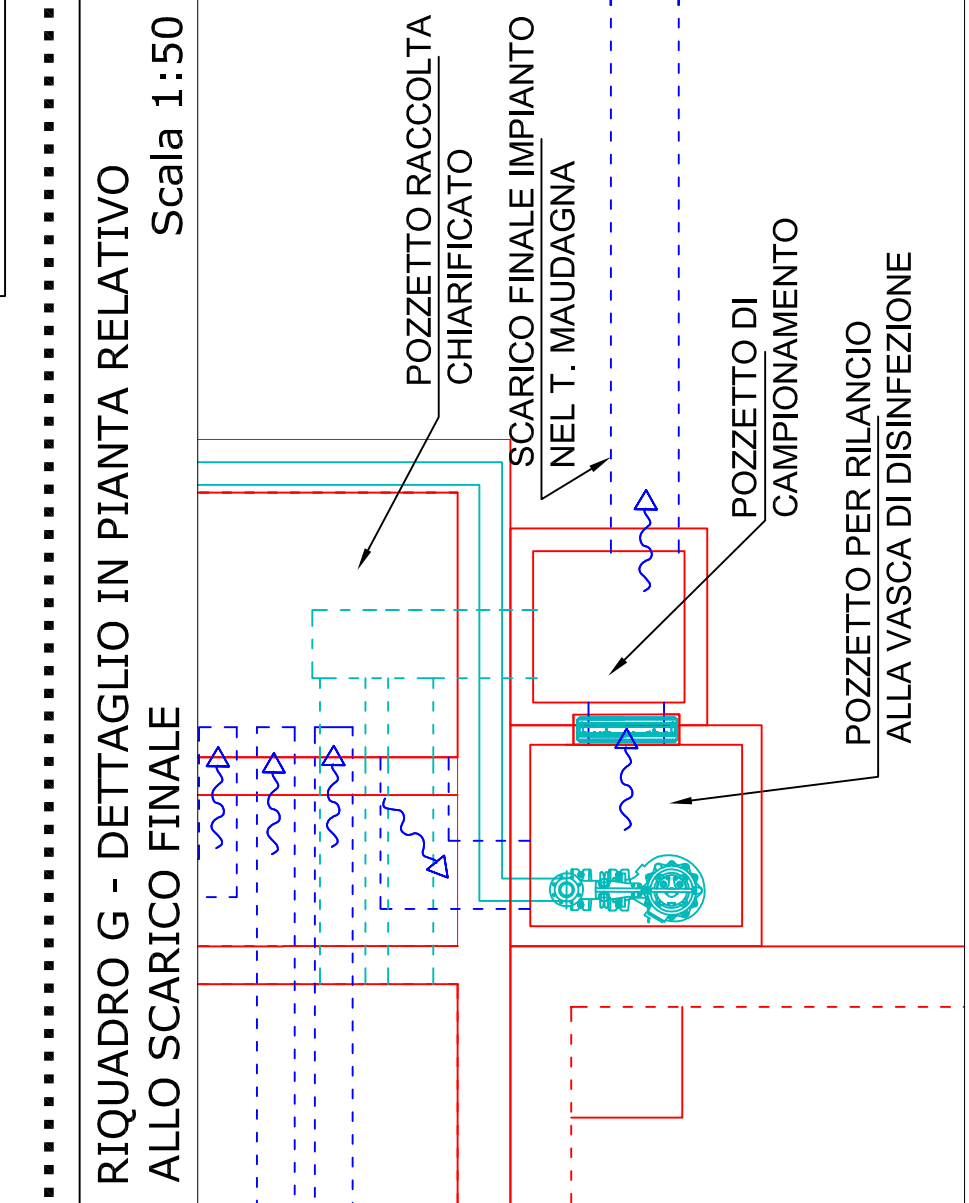 RIQUADRO G - DETTAGLIO IN PIANTA RELATIVO
ALLO SCARICO FINALE
Scala 1:50
POZZETTO RACCOLTA
CHIARIFICATO
SCARICO FINALE IMPIANTO
NEL T. MAUDAGNA
POZZETTO DI
CAMPIONAMENTO
POZZETTO PER RILANCIO
ALLA VASCA DI DISINFEZIONE